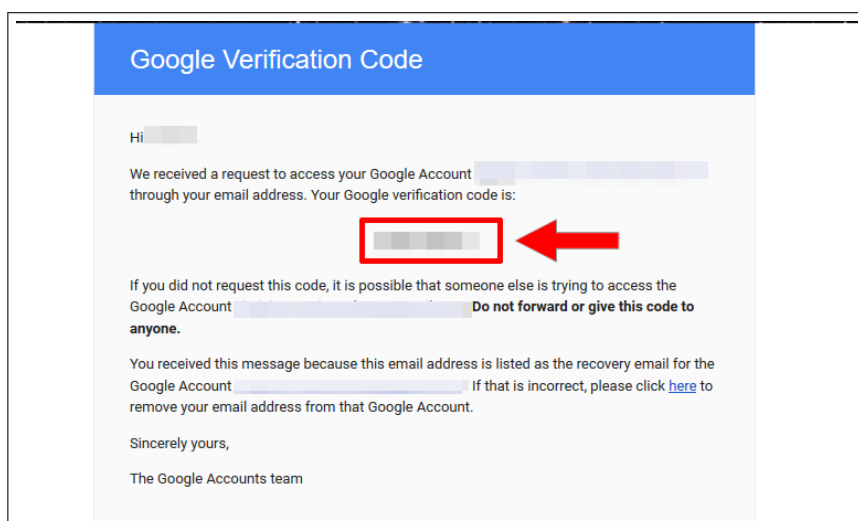 Google Verification Code
Hi
We received a request to access your Google Account
through your email address. Your Google verification code is:
If you did not request this code, it is possible that someone else is trying to access the
Google Account Do not forward or give this code to
anyone.
You received this message because this email address is listed as the recovery email for the
Google Account If that is incorrect, please click here to
remove your email address from that Google Account.
Sincerely yours,
The Google Accounts team